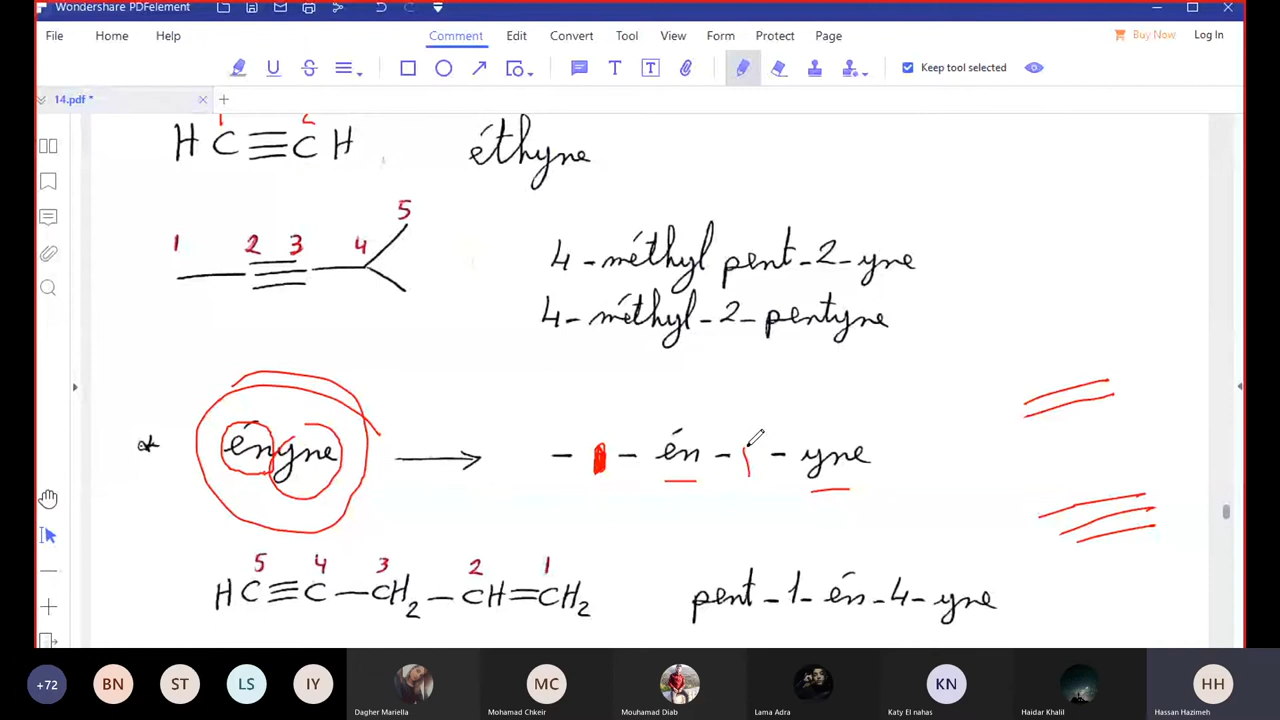 Wondershare PDFelement
File Home Help Comment Edit Convert Tool View Form Protect Page Buy Now Log In
Keep tool selected
14.pdf *
1 2
HC≡CH éthyne
1 2 3 4 5
4-méthyl pent-2-yne
4-méthyl-2-pentyne
*ényne → - - én - - yne
5 4 3 2 1
HC≡C-CH2-CH=CH2 pent-1-én-4-yne
+72 BN ST LS IY MC KN HH
Dagher Mariella Mohamad Chkeir Mouhamad Diab Lama Adra Katy El nahas Haidar Khalil Hassan Hazimeh